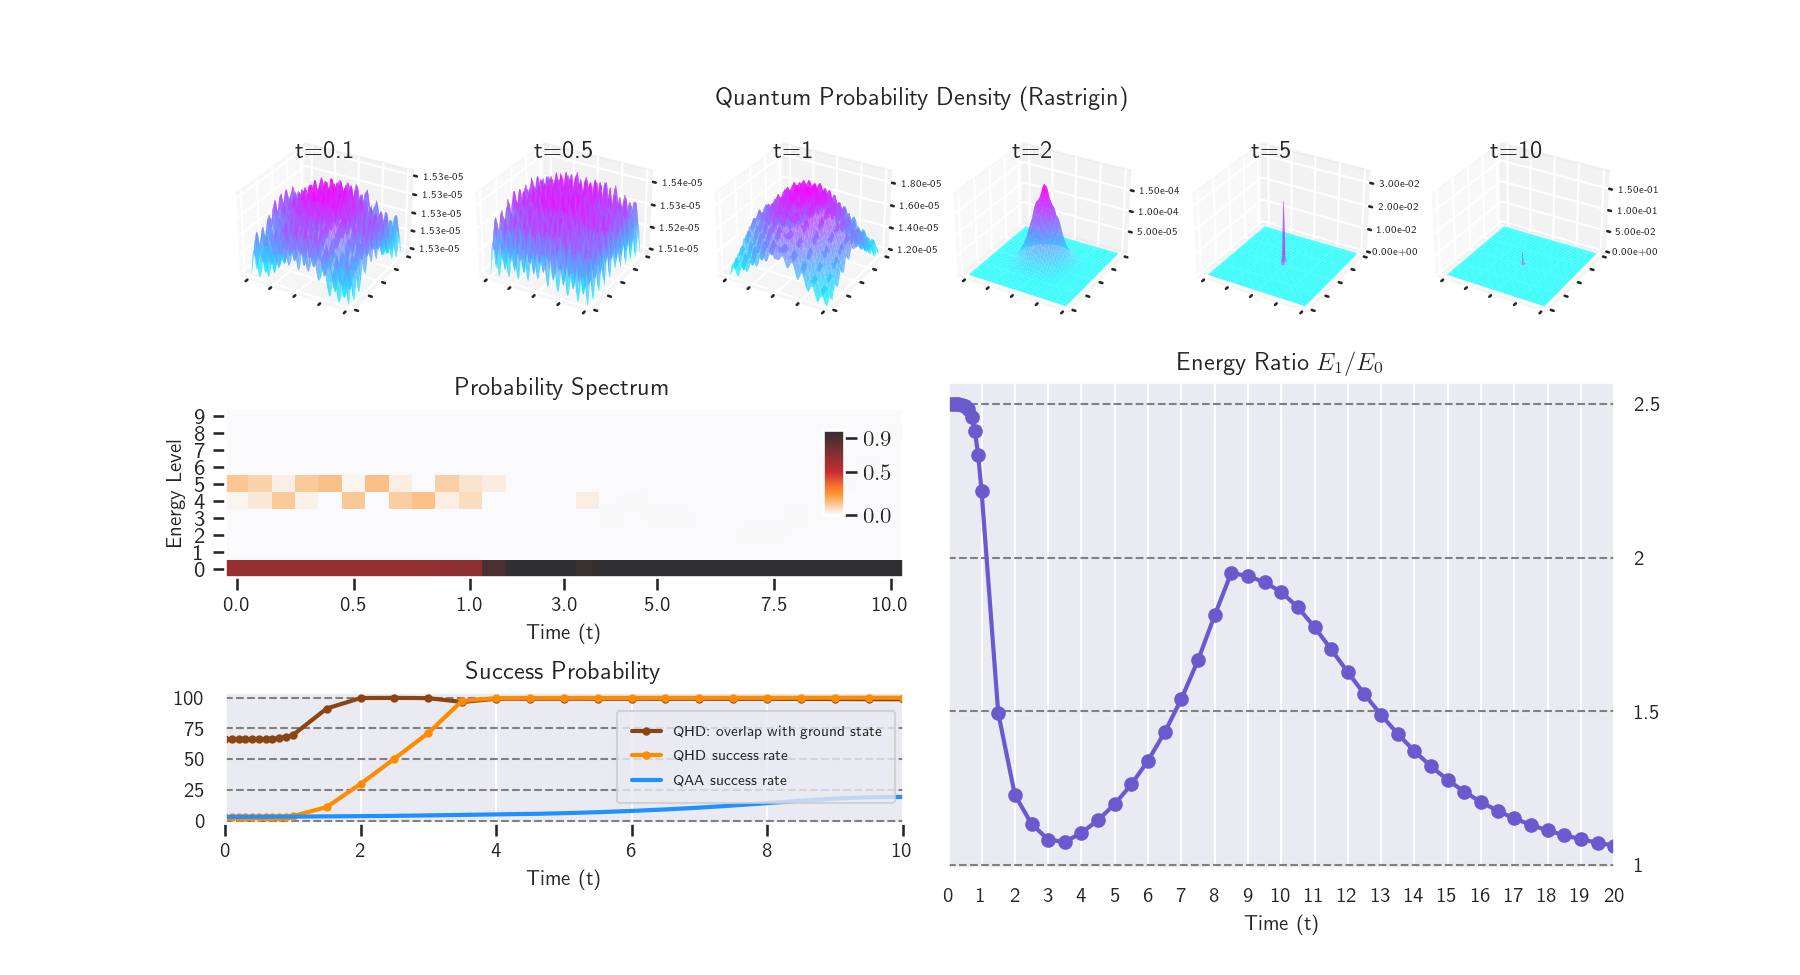 Quantum Probability Density (Rastrigin)
t=0.1
t=0.5
t=1
t=2
t=5
t=10
1.53e-05
1.53e-05
1.53e-05
1.53e-05
1.53e-05
1.54e-05
1.53e-05
1.52e-05
1.51e-05
1.80e-05
1.60e-05
1.40e-05
1.20e-05
1.50e-04
1.00e-04
5.00e-05
3.00e-02
2.00e-02
1.00e-02
0.00e+00
1.50e-01
1.00e-01
5.00e-02
0.00e+00
Probability Spectrum
Energy Level
9
8
7
6
5
4
3
2
1
0
0.9
0.5
0.0
0.0 0.5 1.0 3.0 5.0 7.5 10.0
Time (t)
Success Probability
100
75
50
25
0
QHD: overlap with ground state
QHD success rate
QAA success rate
0 2 4 6 8 10
Time (t)
Energy Ratio E₁/E₀
2.5
2
1.5
1
0 1 2 3 4 5 6 7 8 9 10 11 12 13 14 15 16 17 18 19 20
Time (t)